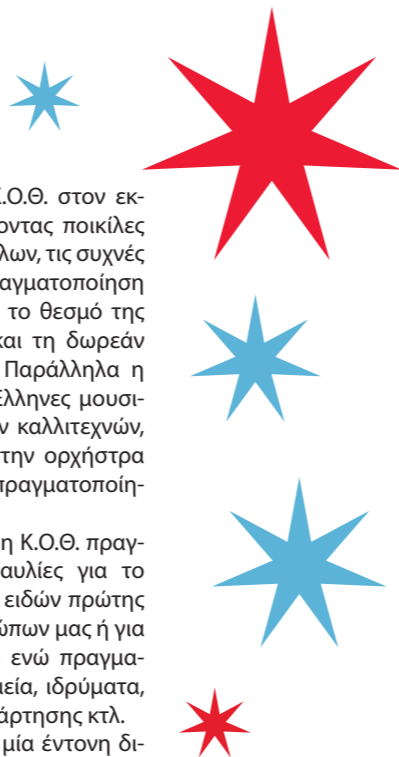 Κ.Ο.Θ. στον εκ-
οντας ποικίλες
λων, τις συχνές
αγματοποίηση
το θεσμό της
και τη δωρεάν
Παράλληλα η
Έλληνες μουσι-
ν καλλιτεχνών,
την ορχήστρα
πραγματοποίη-
η Κ.Ο.Θ. πραγ-
αυλίες για το
ειδών πρώτης
ώπων μας ή για
ενώ πραγμα-
μεία, ιδρύματα,
άρτησης κτλ.
μία έντονη δι-